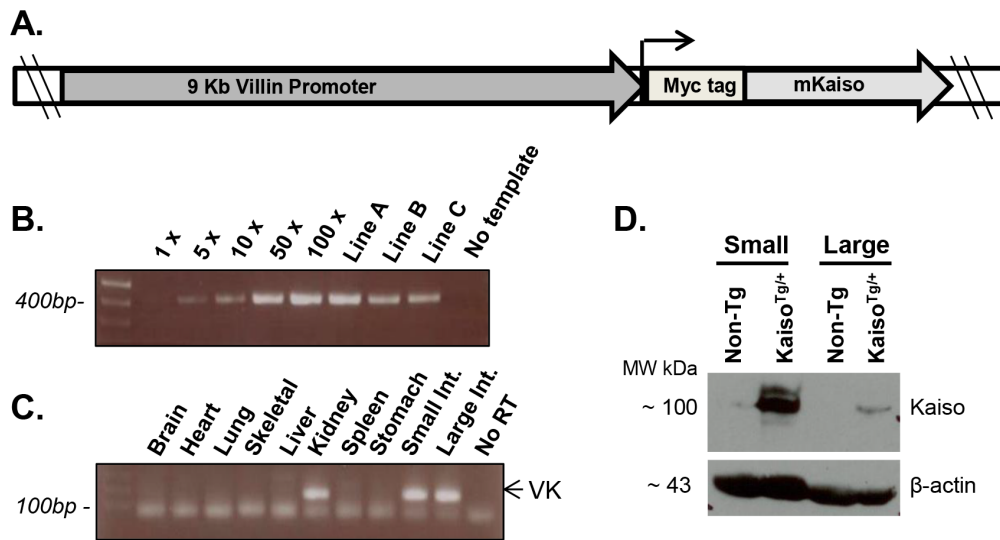 A.
9 Kb Villin Promoter
Myc tag
mKaiso
B.
1 x
5 x
10 x
50 x
100 x
Line A
Line B
Line C
No template
400bp-
C.
Brain
Heart
Lung
Skeletal
Liver
Kidney
Spleen
Stomach
Small Int.
Large Int.
No RT
100bp -
VK
D.
Small
Large
Non-Tg
Kaiso^Tg/+
Non-Tg
Kaiso^Tg/+
MW kDa
~ 100
Kaiso
~ 43
β-actin